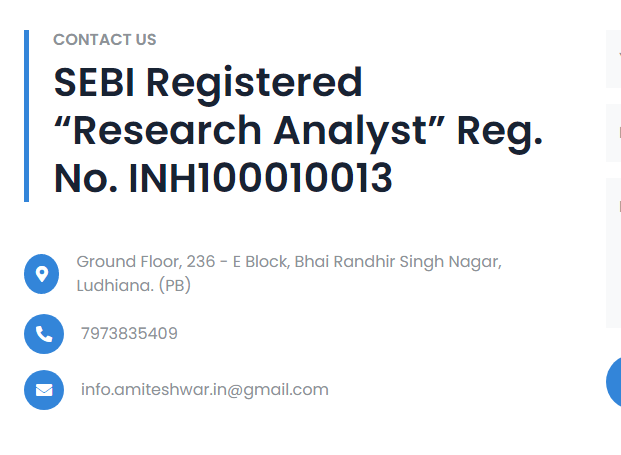 CONTACT US
SEBI Registered
“Research Analyst” Reg.
No. INH100010013
Ground Floor, 236 - E Block, Bhai Randhir Singh Nagar,
Ludhiana. (PB)
7973835409
info.amiteshwar.in@gmail.com